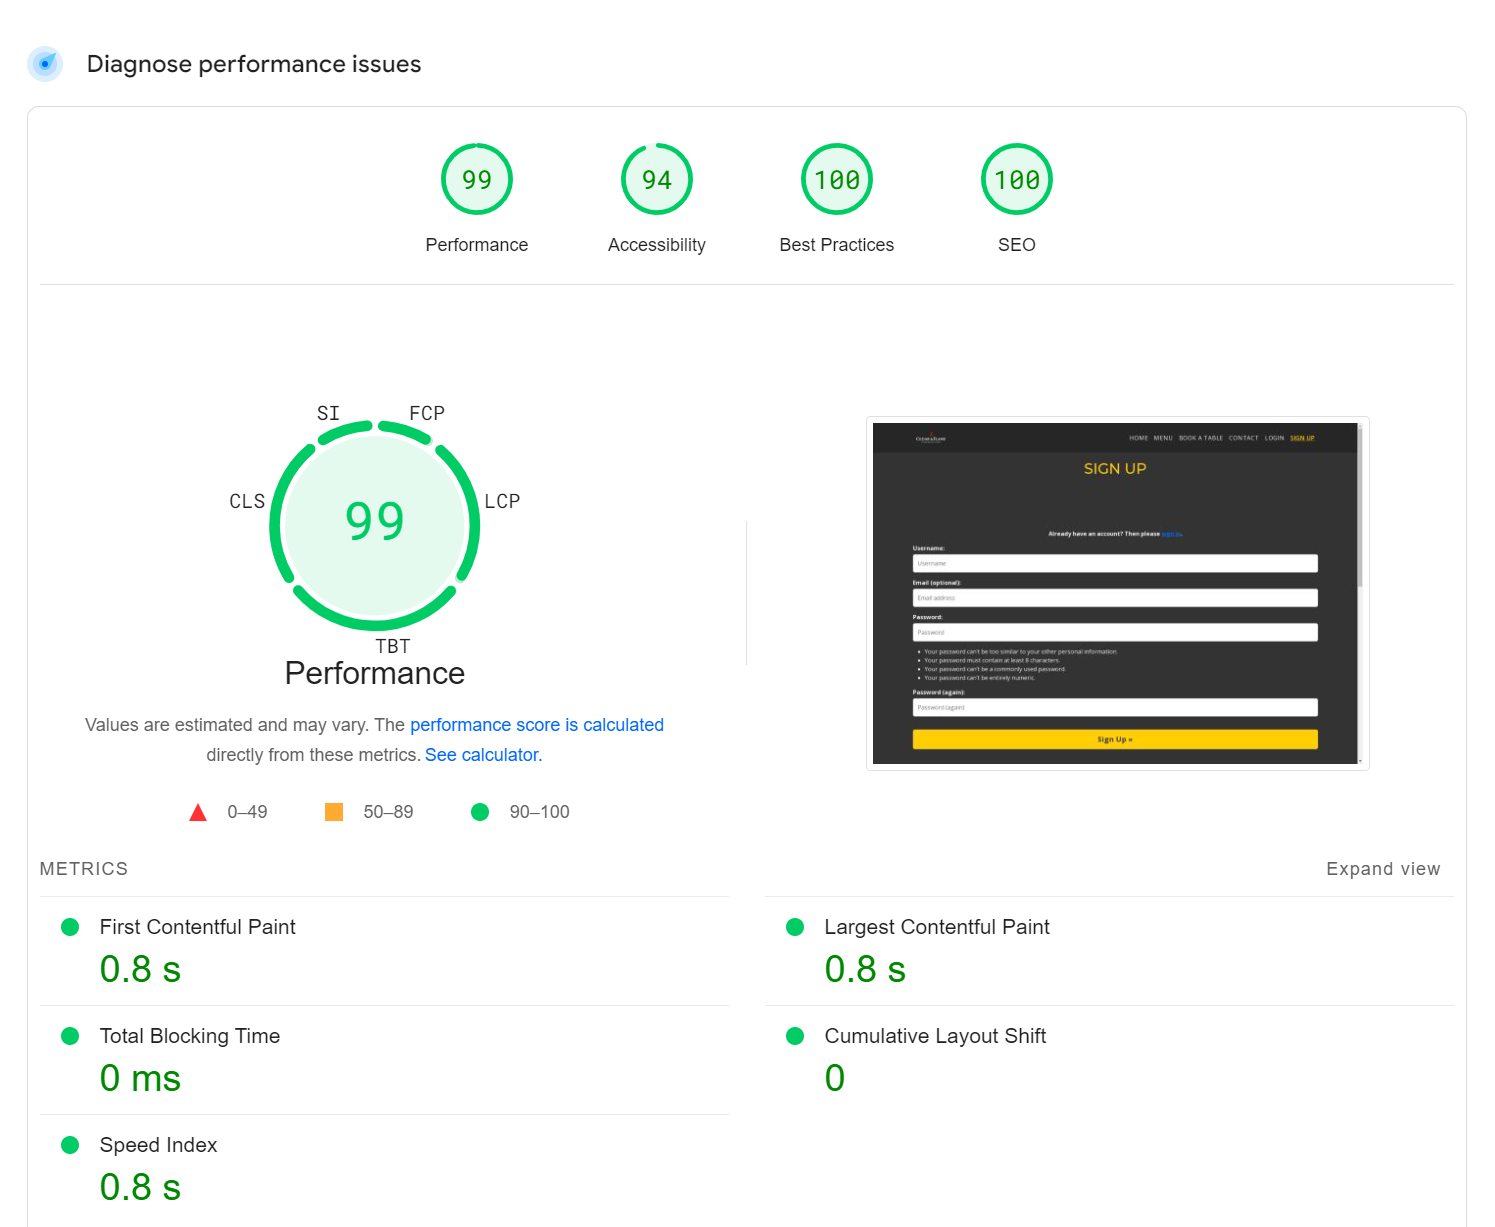 Diagnose performance issues
99
94
100
100
Performance
Accessibility
Best Practices
SEO
SI
FCP
CLS
LCP
99
TBT
Performance
Values are estimated and may vary. The performance score is calculated
directly from these metrics. See calculator.
0–49
50–89
90–100
HOME MENU BOOK A TABLE CONTACT LOGIN SIGN UP
SIGN UP
Already have an account? Then please sign in.
Username:
Username
Email (optional):
Email address
Password:
Password
Your password can't be too similar to your other personal information.
Your password must contain at least 8 characters.
Your password can't be a commonly used password.
Your password can't be entirely numeric.
Password (again):
Password (again)
Sign Up »
METRICS
Expand view
First Contentful Paint
0.8 s
Largest Contentful Paint
0.8 s
Total Blocking Time
0 ms
Cumulative Layout Shift
0
Speed Index
0.8 s